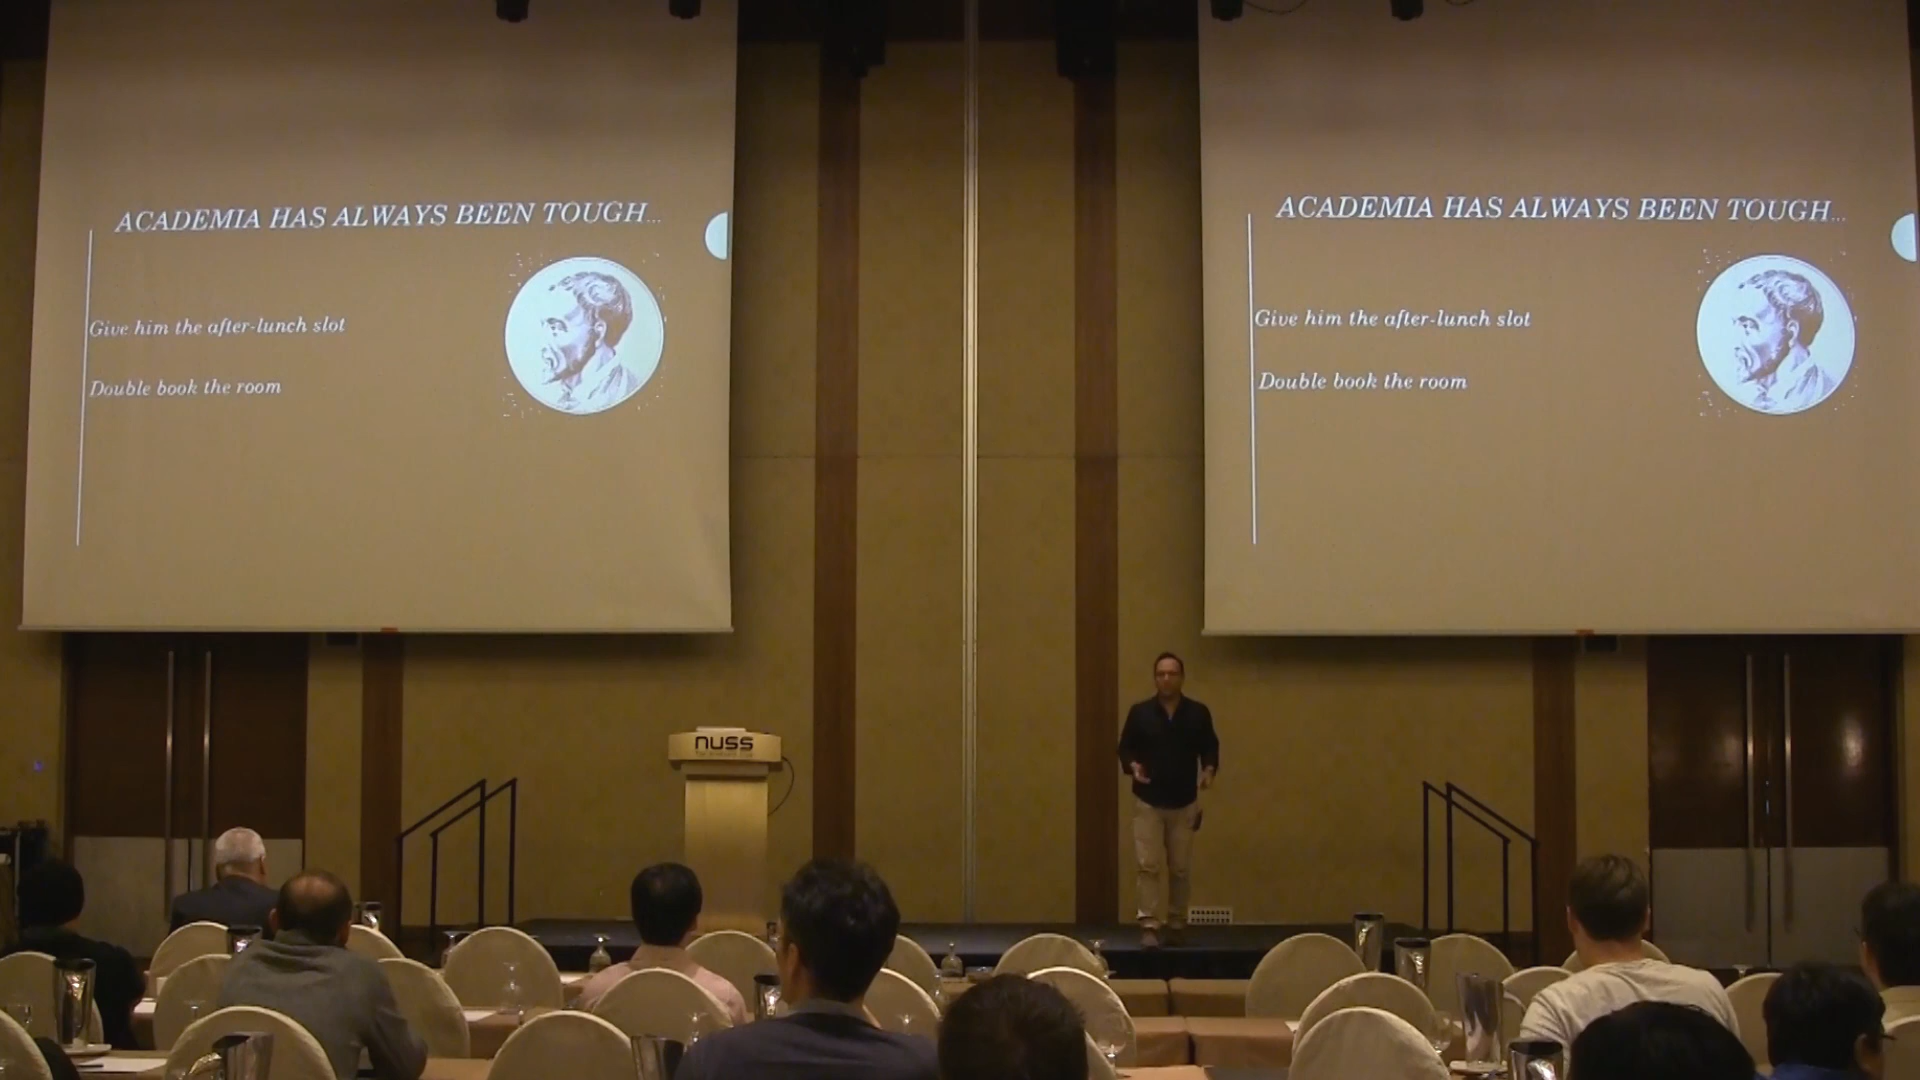 ACADEMIA HAS ALWAYS BEEN TOUGH...
Give him the after-lunch slot
Double book the room
ACADEMIA HAS ALWAYS BEEN TOUGH...
Give him the after-lunch slot
Double book the room
nuss